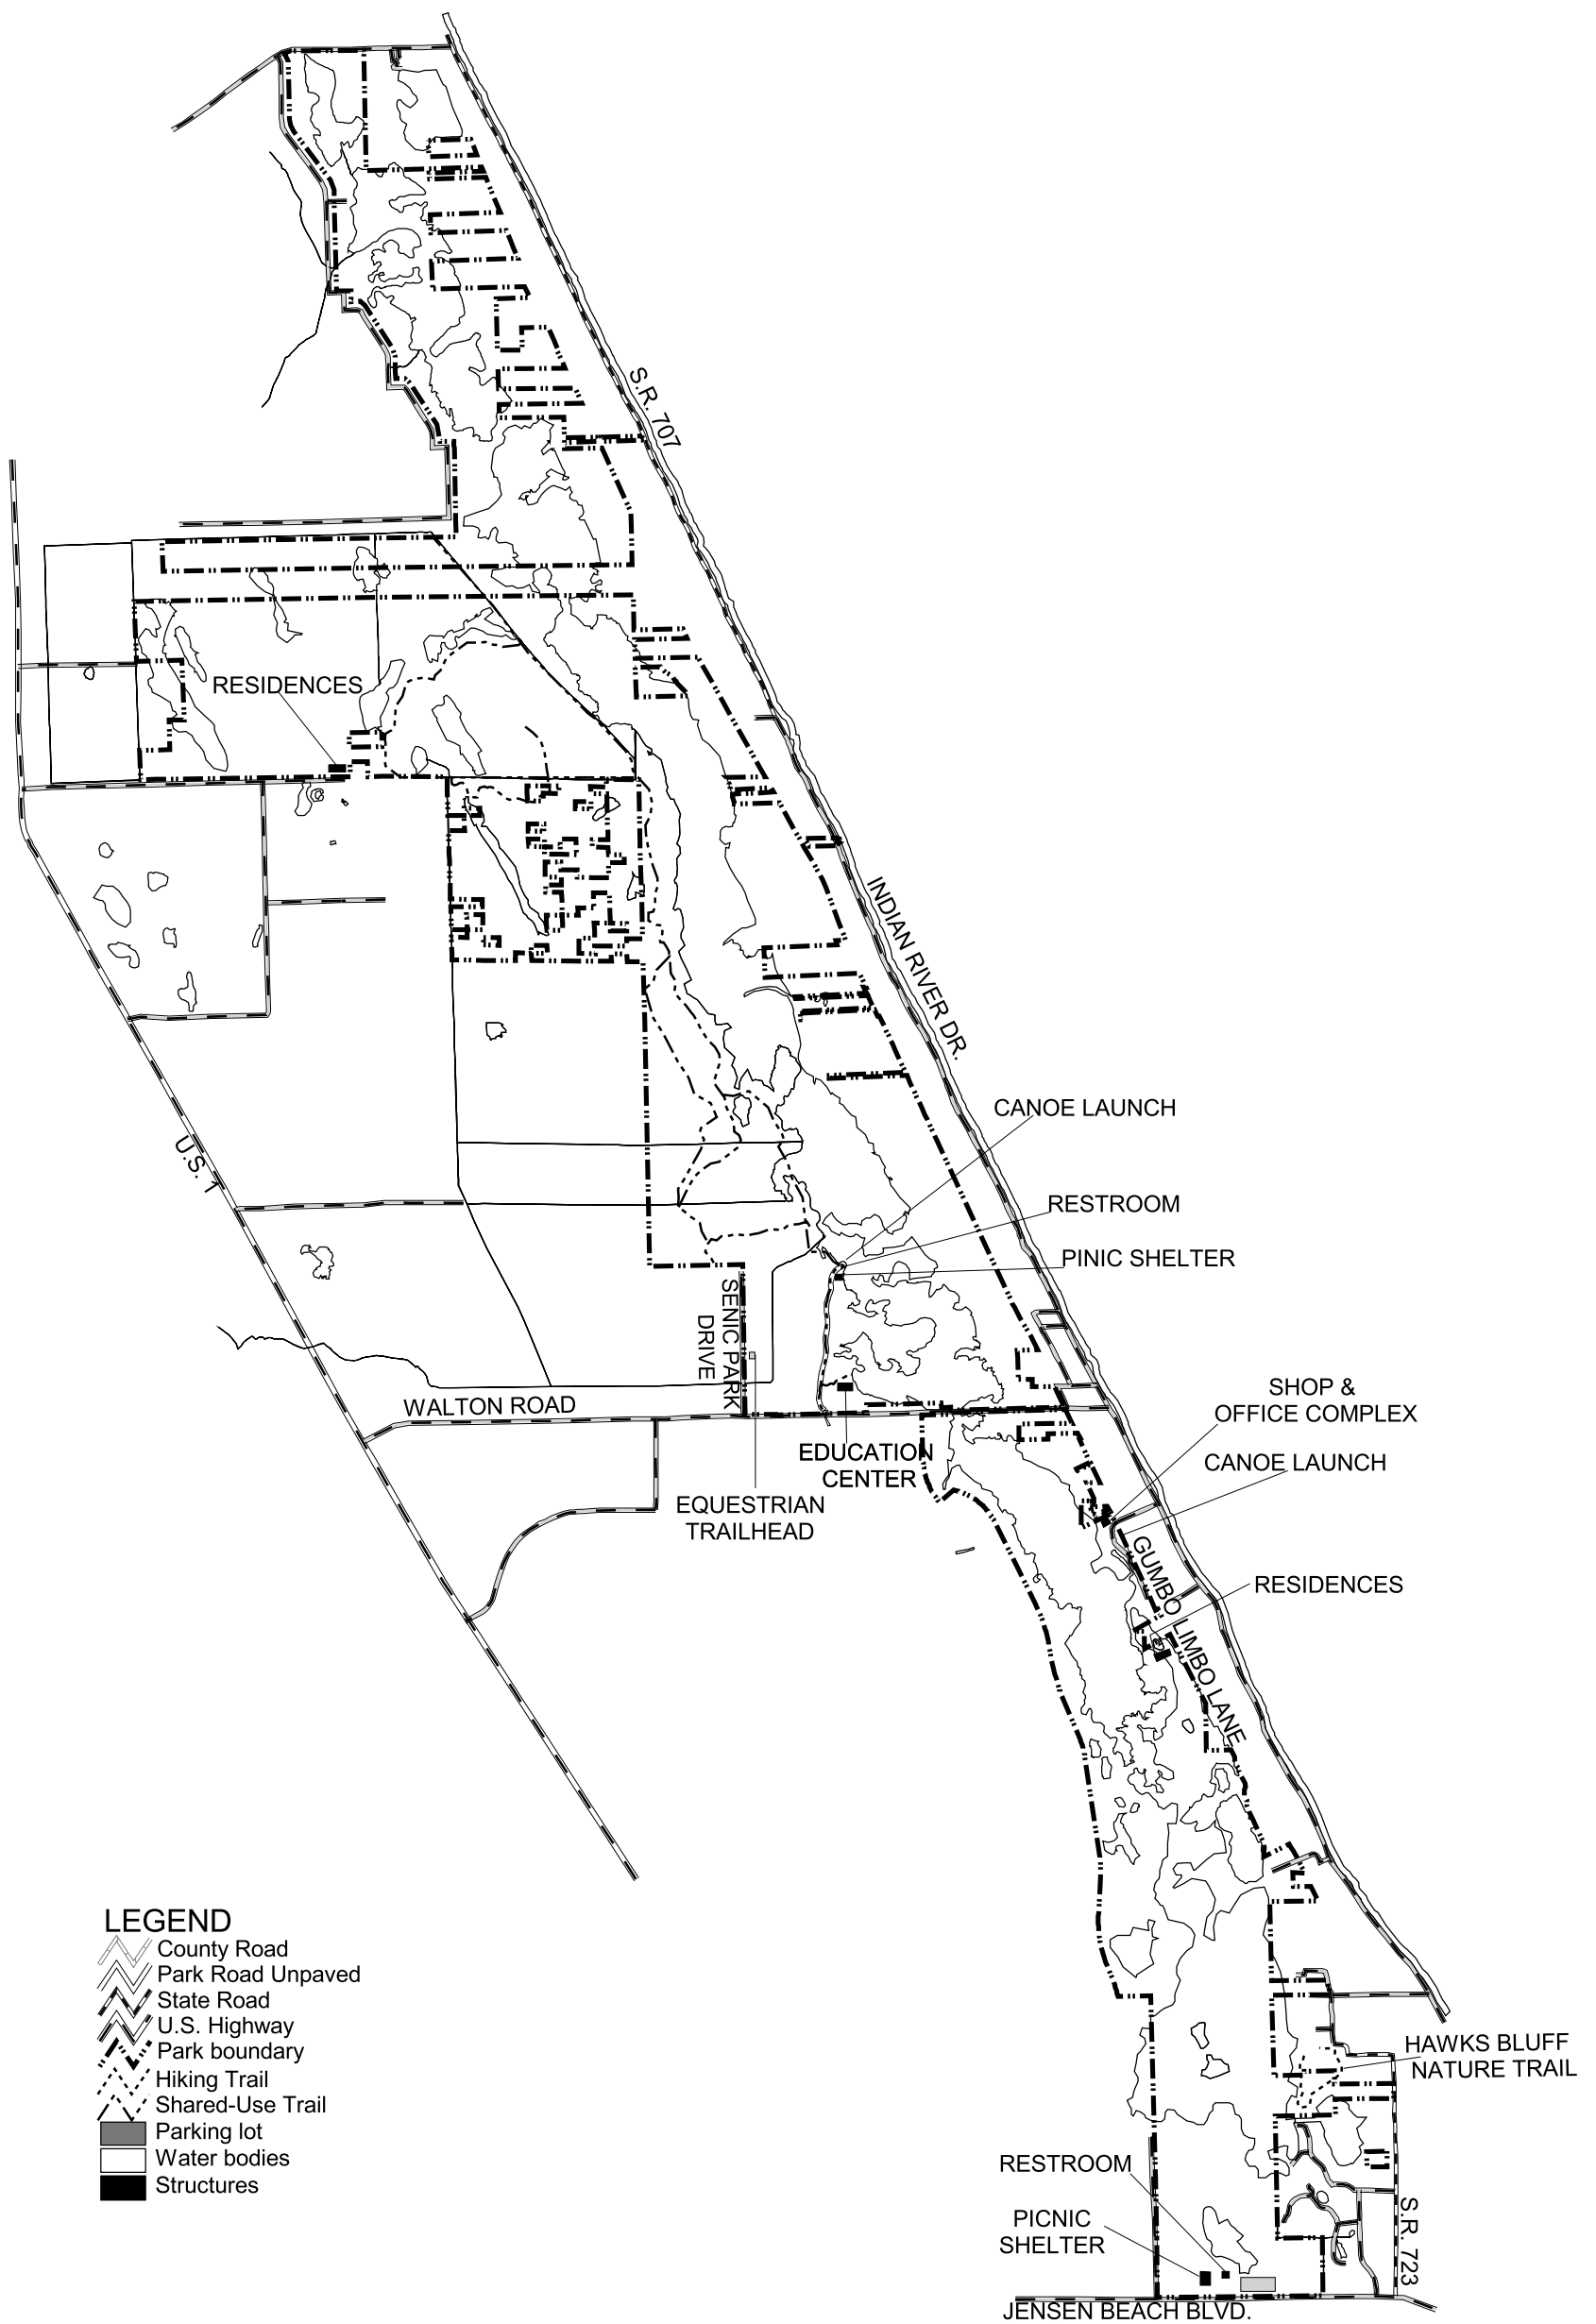 S.R. 707
RESIDENCES
INDIAN RIVER DR.
CANOE LAUNCH
U.S. 1
RESTROOM
PINIC SHELTER
SENIC PARK
DRIVE
WALTON ROAD
SHOP &
OFFICE COMPLEX
EDUCATION
CENTER
CANOE LAUNCH
EQUESTRIAN
TRAILHEAD
GUMBO LIMBO LANE
RESIDENCES
LEGEND
County Road
Park Road Unpaved
State Road
U.S. Highway
Park boundary
Hiking Trail
Shared-Use Trail
Parking lot
Water bodies
Structures
HAWKS BLUFF
NATURE TRAIL
RESTROOM
PICNIC
SHELTER
S.R. 723
JENSEN BEACH BLVD.